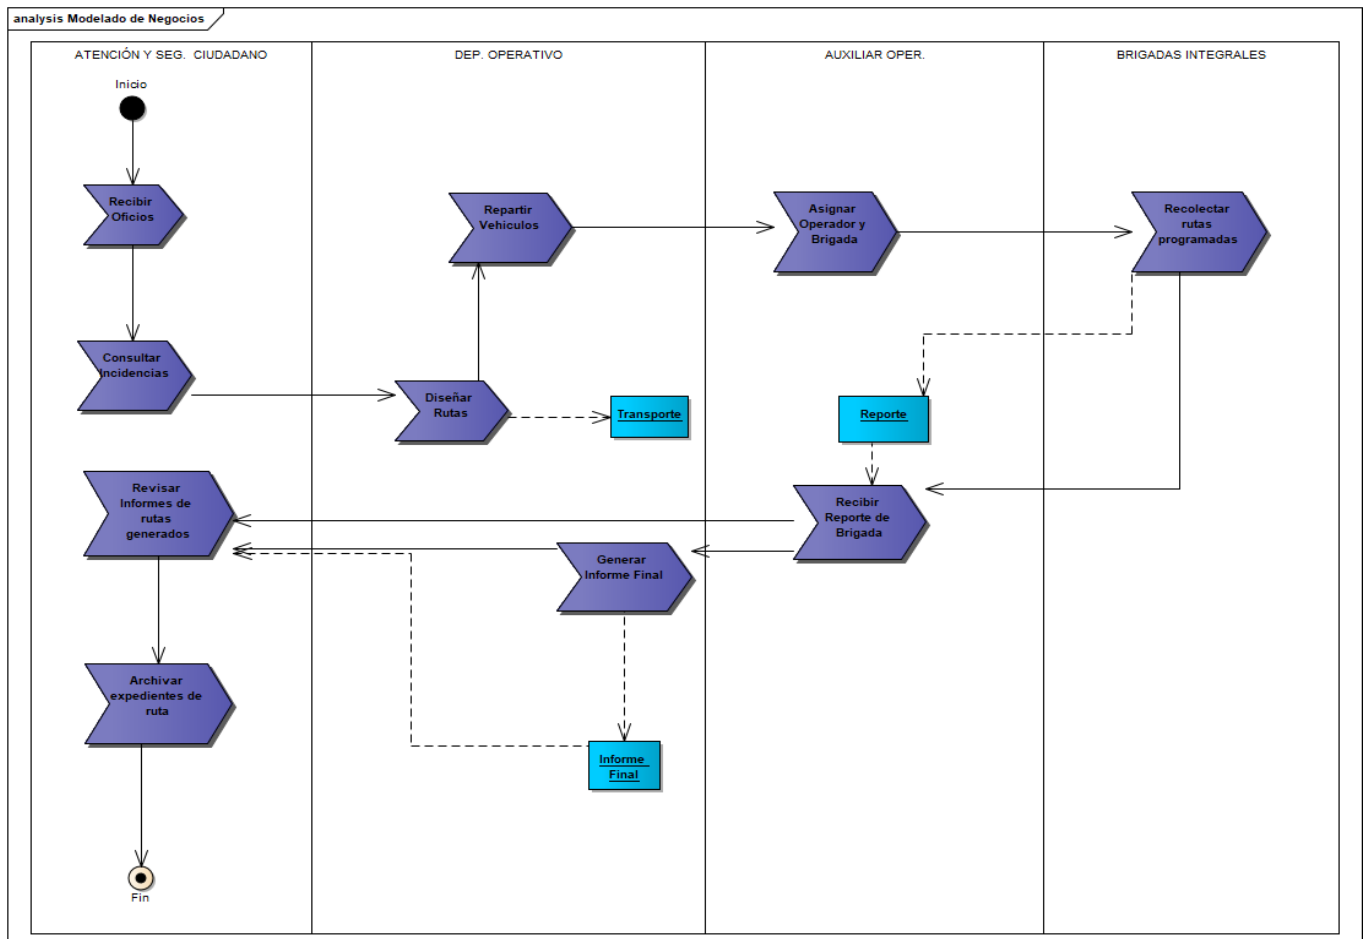 analysis Modelado de Negocios
ATENCIÓN Y SEG. CIUDADANO
DEP. OPERATIVO
AUXILIAR OPER.
BRIGADAS INTEGRALES
Inicio
Recibir
Oficios
Repartir
Vehiculos
Asignar
Operador y
Brigada
Recolectar
rutas
programadas
Consultar
Incidencias
Diseñar
Rutas
Transporte
Reporte
Revisar
Informes de
rutas
generados
Recibir
Reporte de
Brigada
Generar
Informe Final
Archivar
expedientes de
ruta
Informe
Final
Fin